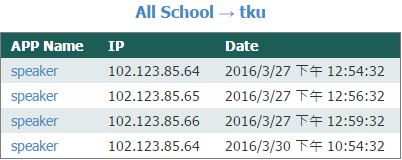 All School → tku
APP Name IP Date
speaker 102.123.85.64 2016/3/27 下午 12:54:32
speaker 102.123.85.65 2016/3/27 下午 12:56:32
speaker 102.123.85.66 2016/3/27 下午 12:59:32
speaker 102.123.85.64 2016/3/30 下午 10:54:32